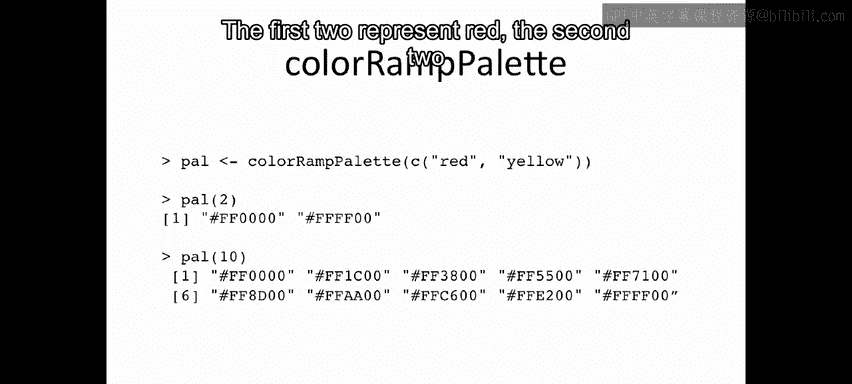 The first two represent red, the second
two
colorRampPalette
> pal <- colorRampPalette(c("red", "yellow"))
> pal(2)
[1] "#FF0000" "#FFFF00"
> pal(10)
[1] "#FF0000" "#FF1C00" "#FF3800" "#FF5500" "#FF7100"
[6] "#FF8D00" "#FFAA00" "#FFC600" "#FFE200" "#FFFF00”